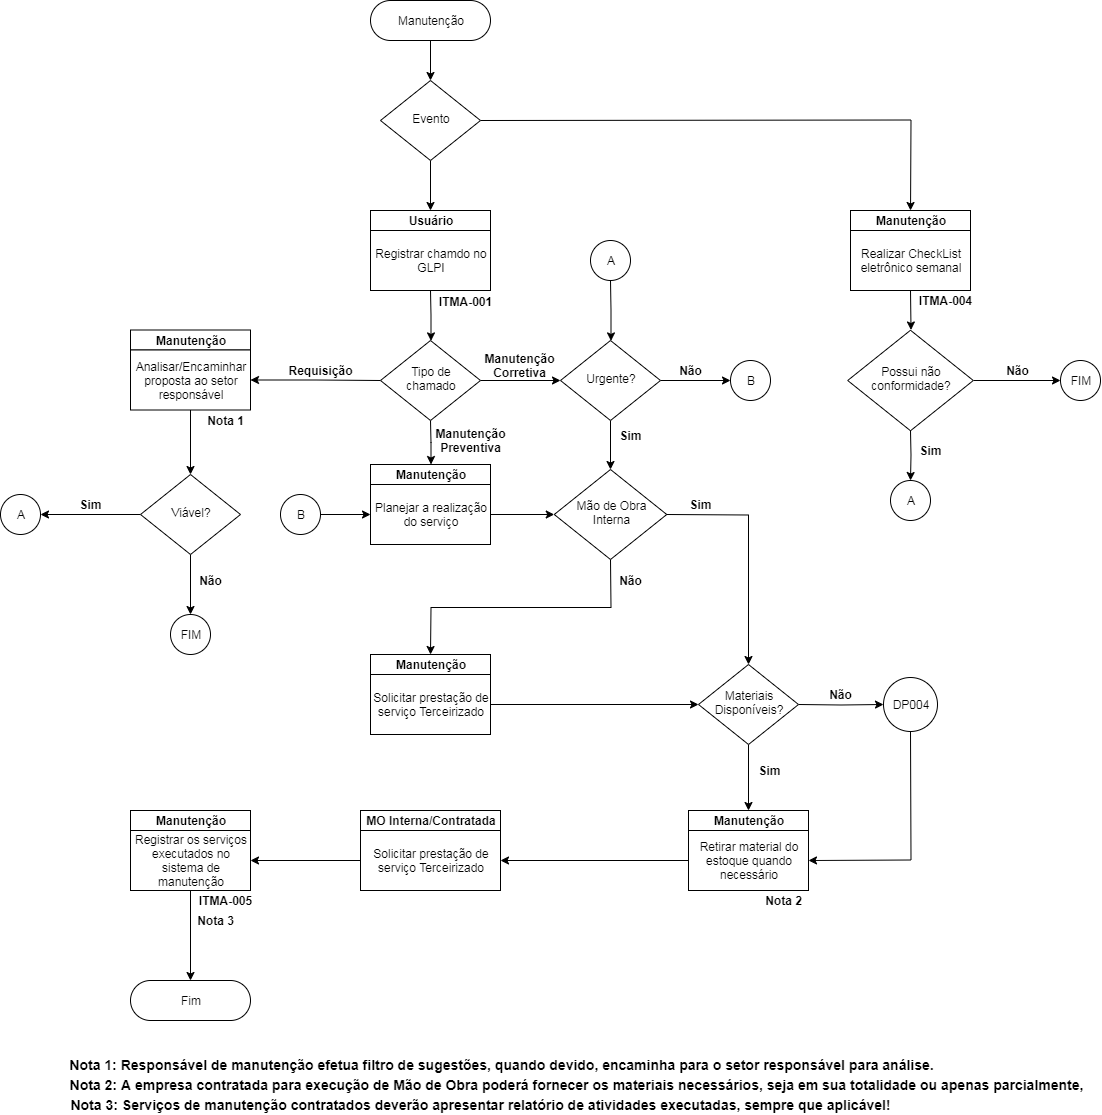 Manutenção
Evento
Usuário
Registrar chamdo no
GLPI
ITMA-001
Manutenção
Realizar CheckList
eletrônico semanal
ITMA-004
A
Manutenção
Analisar/Encaminhar
proposta ao setor
responsável
Nota 1
Requisição
Tipo de
chamado
Manutenção
Corretiva
Urgente?
Não
B
Possui não
conformidade?
Não
FIM
Sim
A
Manutenção
Preventiva
Sim
A
Sim
Viável?
Não
FIM
B
Manutenção
Planejar a realização
do serviço
Mão de Obra
Interna
Sim
Não
Manutenção
Solicitar prestação de
serviço Terceirizado
Materiais
Disponíveis?
Não
DP004
Sim
Manutenção
Registrar os serviços
executados no
sistema de
manutenção
ITMA-005
Nota 3
MO Interna/Contratada
Solicitar prestação de
serviço Terceirizado
Manutenção
Retirar material do
estoque quando
necessário
Nota 2
Fim
Nota 1: Responsável de manutenção efetua filtro de sugestões, quando devido, encaminha para o setor responsável para análise.
Nota 2: A empresa contratada para execução de Mão de Obra poderá fornecer os materiais necessários, seja em sua totalidade ou apenas parcialmente,
Nota 3: Serviços de manutenção contratados deverão apresentar relatório de atividades executadas, sempre que aplicável!